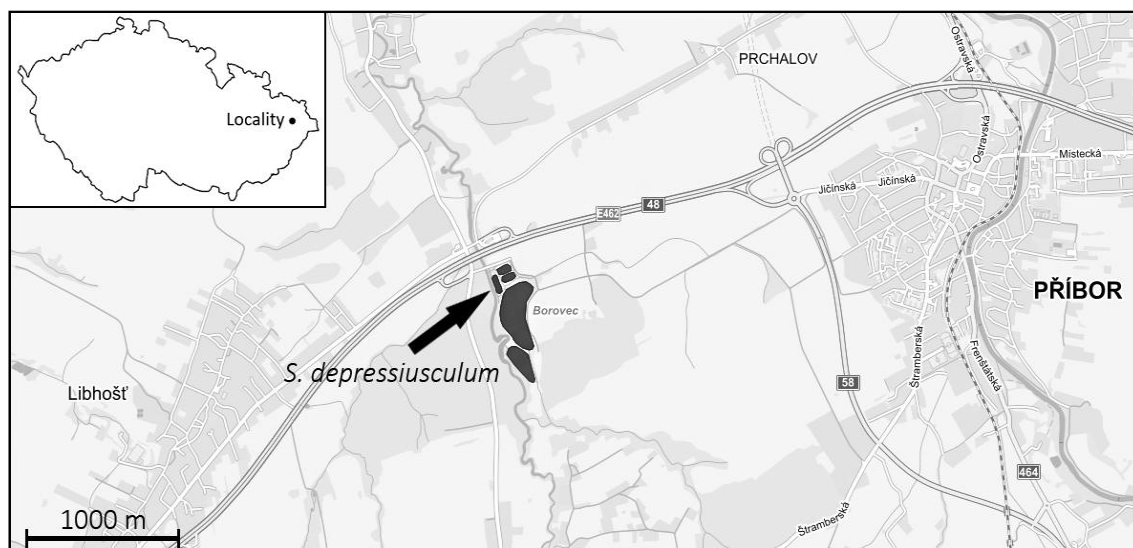 Locality
PRCHALOV
Ostravská
Ostravská
Místecká
Jičínská
Jičínská
E462
48
PŘÍBOR
Borovec
S. depressiusculum
Libhošť
58
Štramberská
Frenštátská
464
Štramberská
1000 m